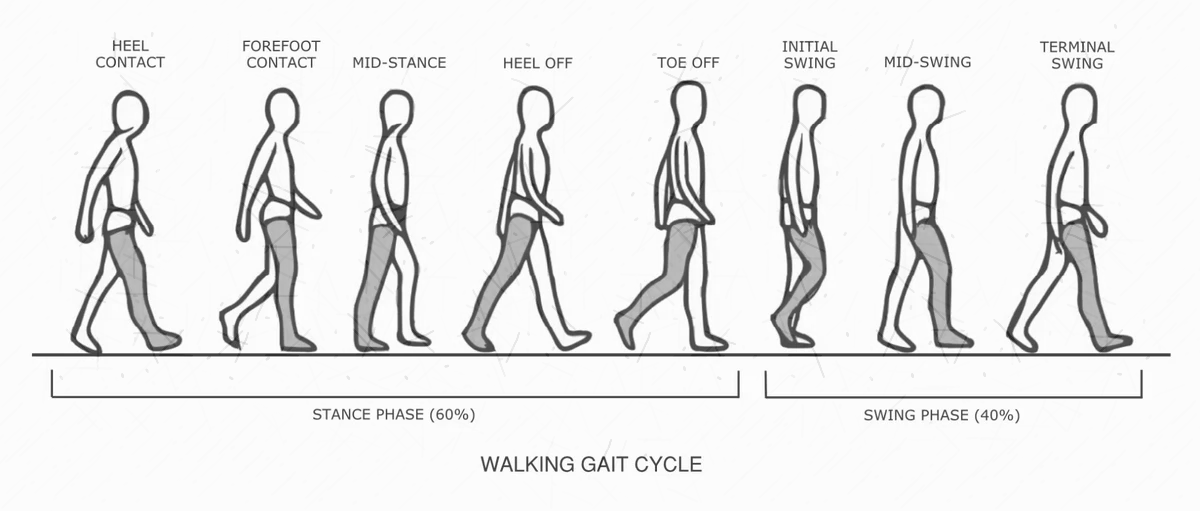 HEEL
CONTACT
FOREFOOT
CONTACT
MID-STANCE
HEEL OFF
TOE OFF
INITIAL
SWING
MID-SWING
TERMINAL
SWING
STANCE PHASE (60%)
SWING PHASE (40%)
WALKING GAIT CYCLE